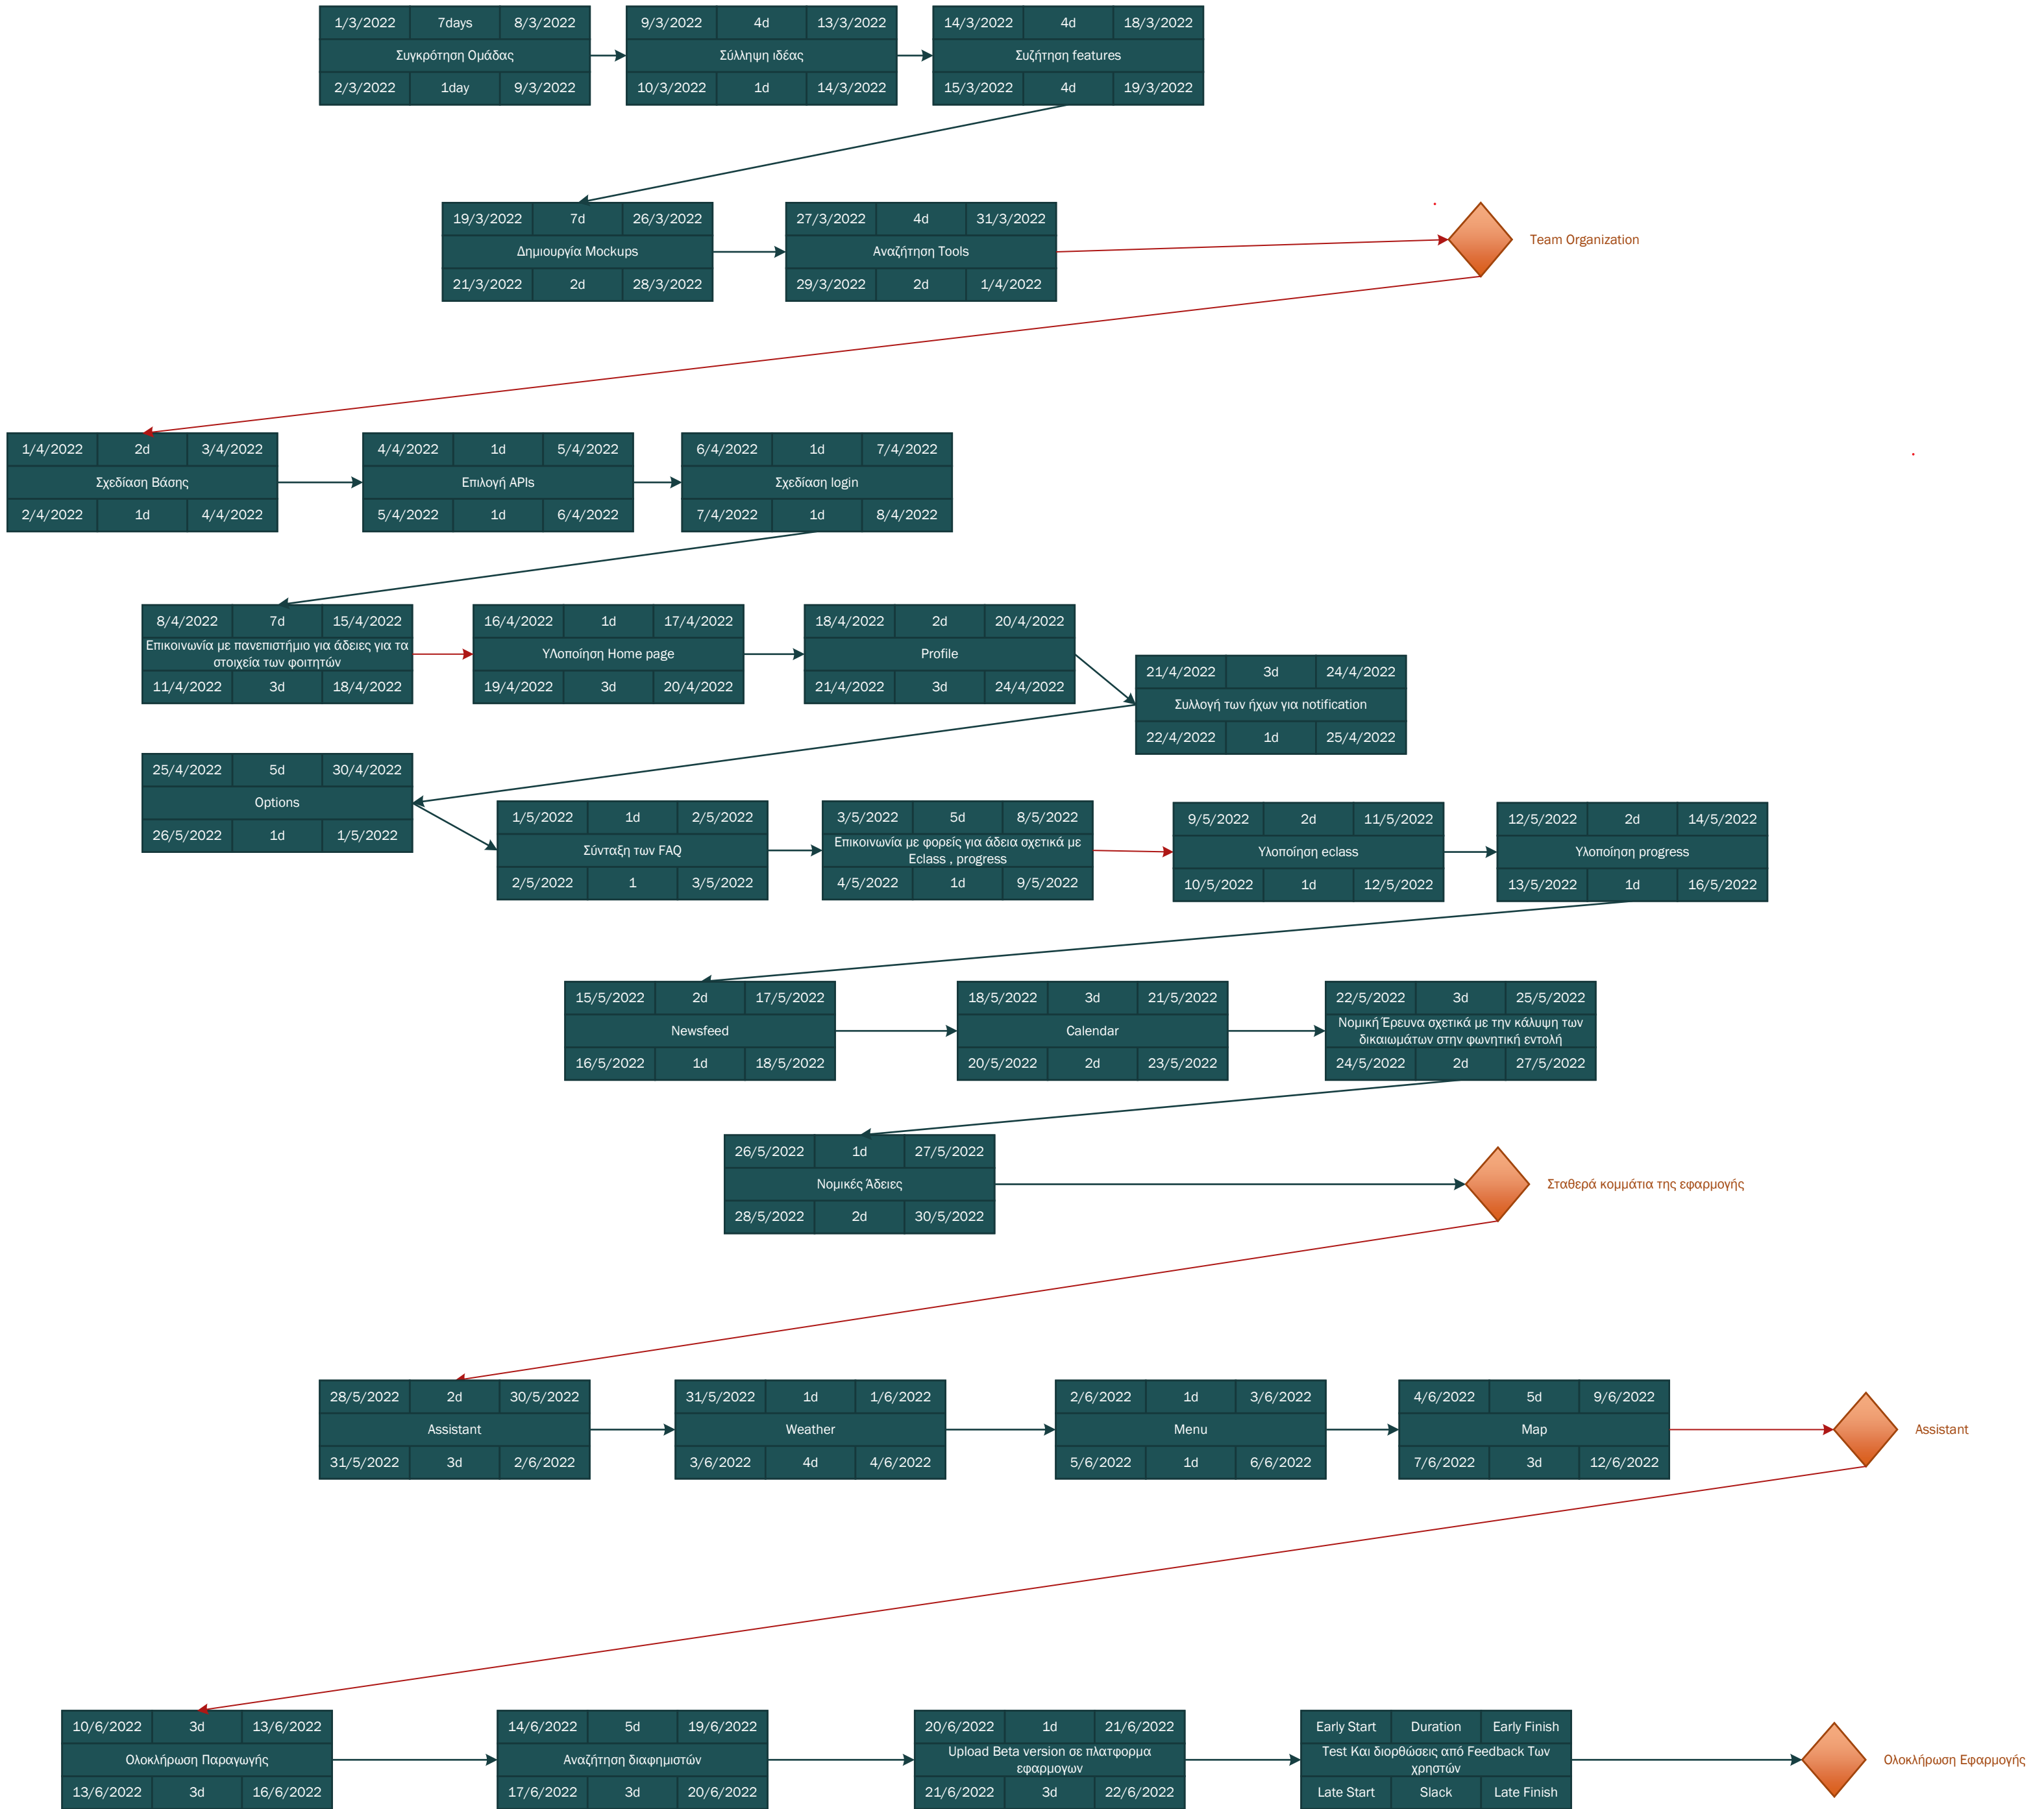 1/3/2022 7days 8/3/2022
Συγκρότηση Ομάδας
2/3/2022 1day 9/3/2022
9/3/2022 4d 13/3/2022
Σύλληψη ιδέας
10/3/2022 1d 14/3/2022
14/3/2022 4d 18/3/2022
Συζήτηση features
15/3/2022 4d 19/3/2022
19/3/2022 7d 26/3/2022
Δημιουργία Mockups
21/3/2022 2d 28/3/2022
27/3/2022 4d 31/3/2022
Αναζήτηση Tools
29/3/2022 2d 1/4/2022
Team Organization
1/4/2022 2d 3/4/2022
Σχεδίαση Βάσης
2/4/2022 1d 4/4/2022
4/4/2022 1d 5/4/2022
Επιλογή APIs
5/4/2022 1d 6/4/2022
6/4/2022 1d 7/4/2022
Σχεδίαση login
7/4/2022 1d 8/4/2022
8/4/2022 7d 15/4/2022
Επικοινωνία με πανεπιστήμιο για άδειες για τα
στοιχεία των φοιτητών
11/4/2022 3d 18/4/2022
16/4/2022 1d 17/4/2022
ΥΛοποίηση Home page
19/4/2022 3d 20/4/2022
18/4/2022 2d 20/4/2022
Profile
21/4/2022 3d 24/4/2022
21/4/2022 3d 24/4/2022
Συλλογή των ήχων για notification
22/4/2022 1d 25/4/2022
25/4/2022 5d 30/4/2022
Options
26/5/2022 1d 1/5/2022
1/5/2022 1d 2/5/2022
Σύνταξη των FAQ
2/5/2022 1 3/5/2022
3/5/2022 5d 8/5/2022
Επικοινωνία με φορείς για άδεια σχετικά με
Eclass , progress
4/5/2022 1d 9/5/2022
9/5/2022 2d 11/5/2022
Υλοποίηση eclass
10/5/2022 1d 12/5/2022
12/5/2022 2d 14/5/2022
Υλοποίηση progress
13/5/2022 1d 16/5/2022
15/5/2022 2d 17/5/2022
Newsfeed
16/5/2022 1d 18/5/2022
18/5/2022 3d 21/5/2022
Calendar
20/5/2022 2d 23/5/2022
22/5/2022 3d 25/5/2022
Νομική Έρευνα σχετικά με την κάλυψη των
δικαιωμάτων στην φωνητική εντολή
24/5/2022 2d 27/5/2022
26/5/2022 1d 27/5/2022
Νομικές Άδειες
28/5/2022 2d 30/5/2022
Σταθερά κομμάτια της εφαρμογής
28/5/2022 2d 30/5/2022
Assistant
31/5/2022 3d 2/6/2022
31/5/2022 1d 1/6/2022
Weather
3/6/2022 4d 4/6/2022
2/6/2022 1d 3/6/2022
Menu
5/6/2022 1d 6/6/2022
4/6/2022 5d 9/6/2022
Map
7/6/2022 3d 12/6/2022
Assistant
10/6/2022 3d 13/6/2022
Ολοκλήρωση Παραγωγής
13/6/2022 3d 16/6/2022
14/6/2022 5d 19/6/2022
Αναζήτηση διαφημιστών
17/6/2022 3d 20/6/2022
20/6/2022 1d 21/6/2022
Upload Beta version σε πλατφορμα
εφαρμογων
21/6/2022 3d 22/6/2022
Early Start Duration Early Finish
Test Και διορθώσεις από Feedback Των
χρηστών
Late Start Slack Late Finish
Ολοκλήρωση Εφαρμογής